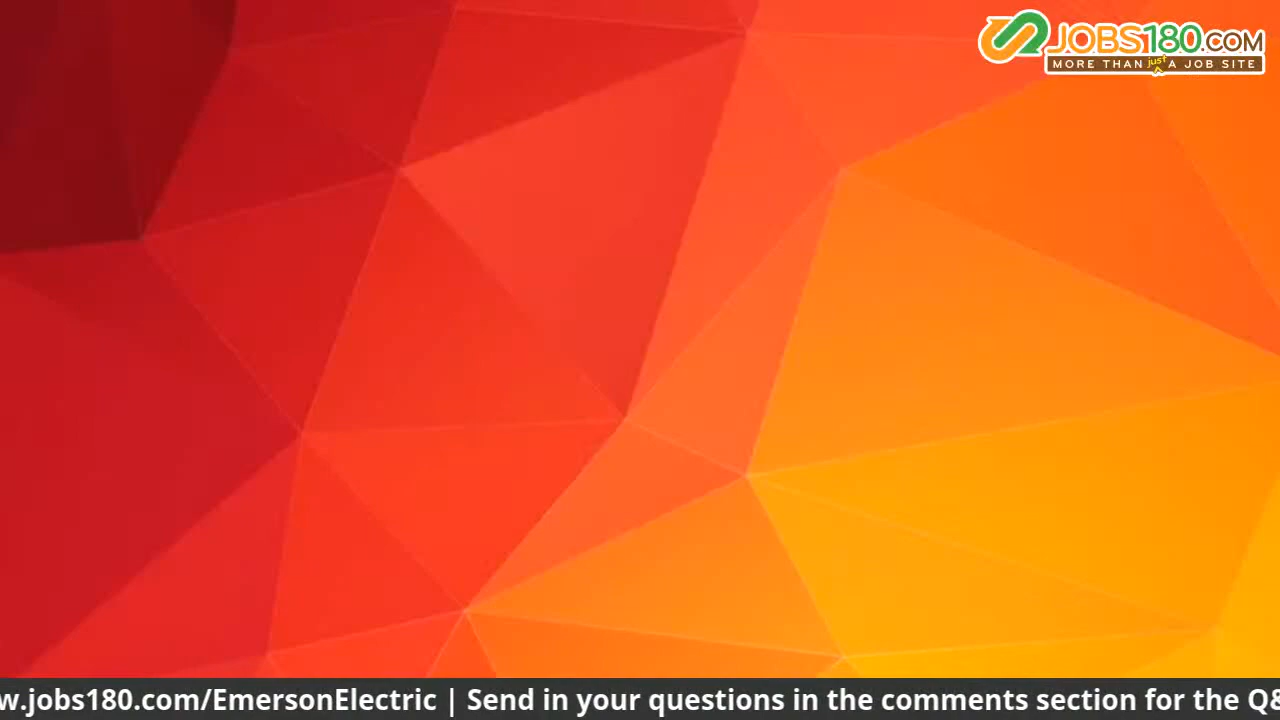 JOBS180.COM
MORE THAN just A JOB SITE
w.jobs180.com/EmersonElectric | Send in your questions in the comments section for the Q&